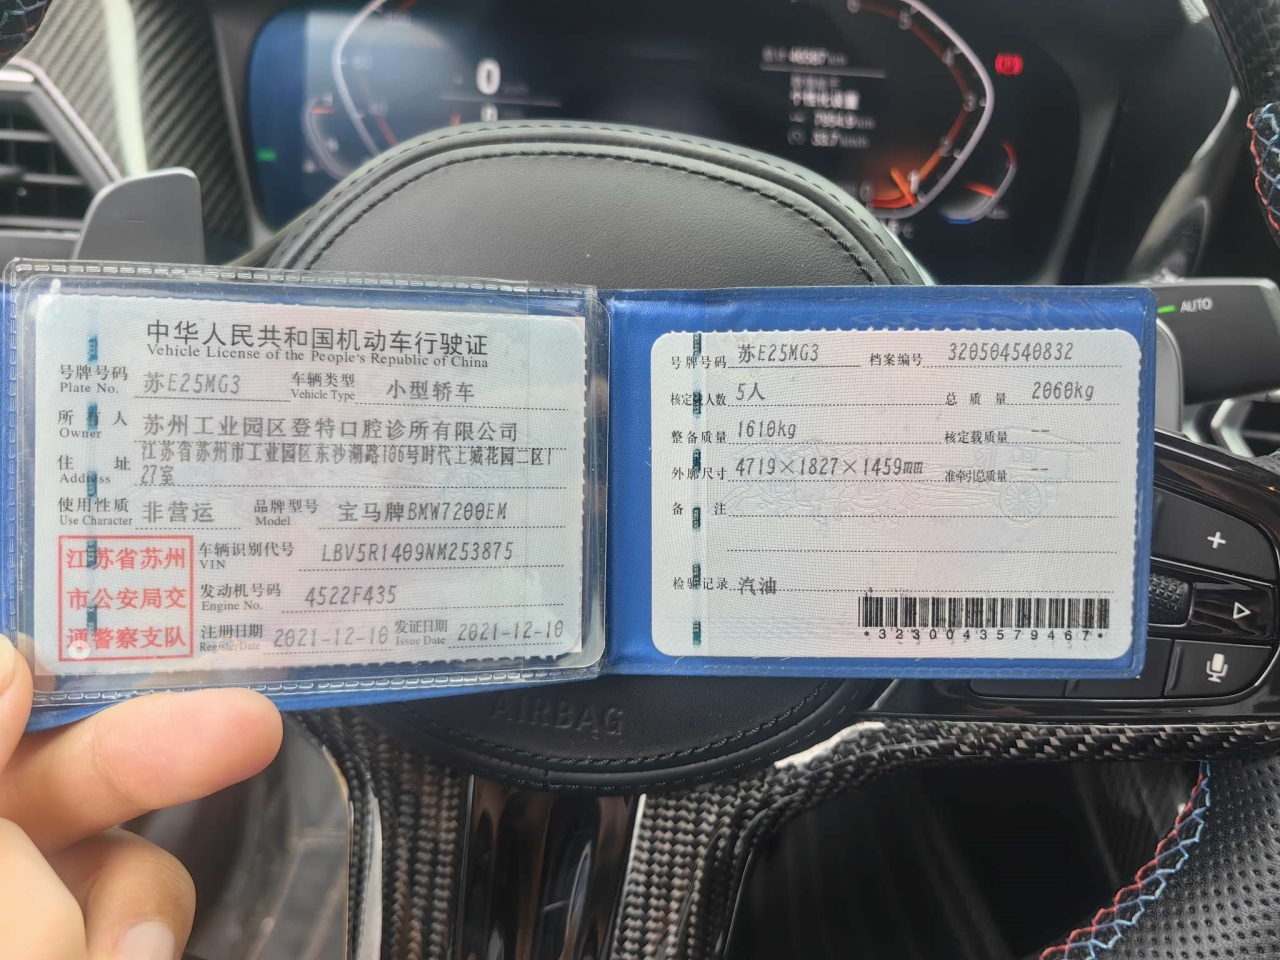 0
AUTO
中华人民共和国机动车行驶证
Vehicle License of the People's Republic of China
号牌号码 苏E25MG3 车辆类型 小型轿车
Plate No. Vehicle Type
所有人 苏州工业园区登特口腔诊所有限公司
Owner
住址 江苏省苏州市工业园区东沙湖路106号时代上城花园二区1
Address 27室
使用性质 非营运 品牌型号 宝马牌BMW7200EM
Use Character Model
江苏省苏州
市公安局交
通警察支队
车辆识别代号 LBV5R1409NM253875
VIN
发动机号码 4522F435
Engine No.
注册日期 2021-12-10 发证日期 2021-12-10
Register Date Issue Date
号牌号码 苏E25MG3 档案编号 320504540832
核定载人数 5人 总质量 2060kg
整备质量 1610kg 核定载质量 --
外廓尺寸 4719×1827×1459mm 准牵引总质量 --
备注
检验记录 汽油
*3230043579467*
AIRBAG